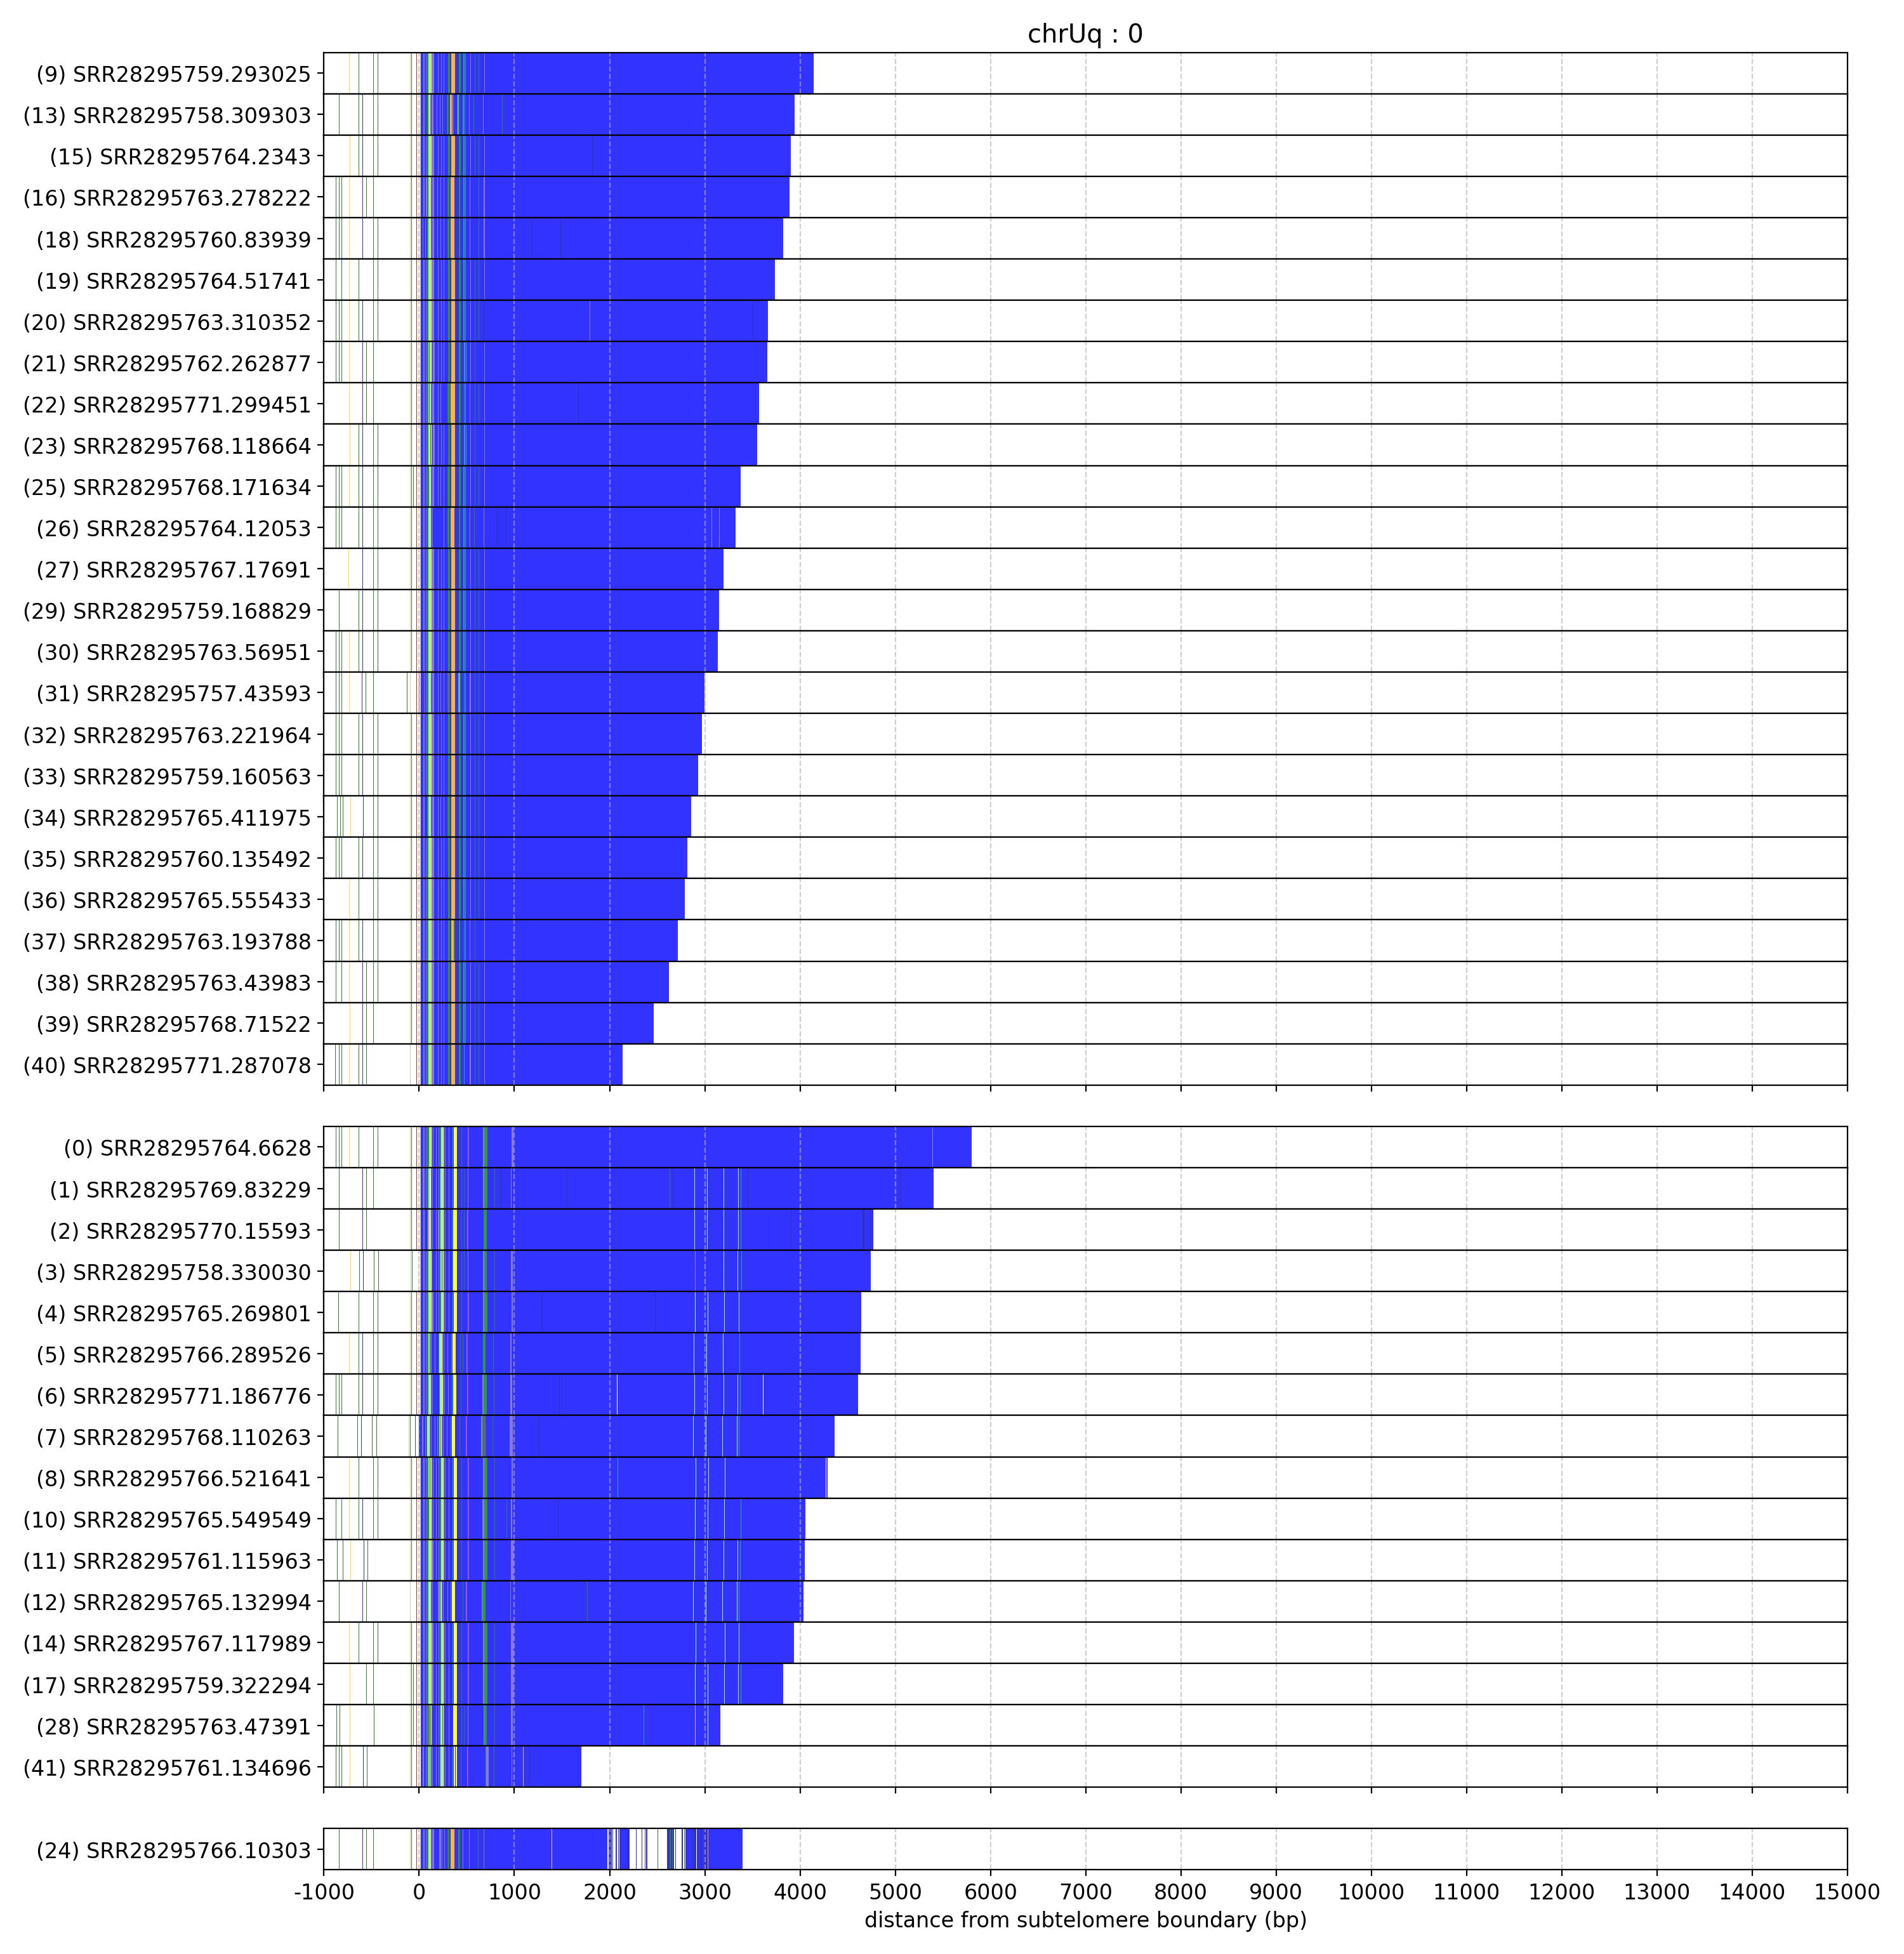 chrUq : 0
(9) SRR28295759.293025
(13) SRR28295758.309303
(15) SRR28295764.2343
(16) SRR28295763.278222
(18) SRR28295760.83939
(19) SRR28295764.51741
(20) SRR28295763.310352
(21) SRR28295762.262877
(22) SRR28295771.299451
(23) SRR28295768.118664
(25) SRR28295768.171634
(26) SRR28295764.12053
(27) SRR28295767.17691
(29) SRR28295759.168829
(30) SRR28295763.56951
(31) SRR28295757.43593
(32) SRR28295763.221964
(33) SRR28295759.160563
(34) SRR28295765.411975
(35) SRR28295760.135492
(36) SRR28295765.555433
(37) SRR28295763.193788
(38) SRR28295763.43983
(39) SRR28295768.71522
(40) SRR28295771.287078
(0) SRR28295764.6628
(1) SRR28295769.83229
(2) SRR28295770.15593
(3) SRR28295758.330030
(4) SRR28295765.269801
(5) SRR28295766.289526
(6) SRR28295771.186776
(7) SRR28295768.110263
(8) SRR28295766.521641
(10) SRR28295765.549549
(11) SRR28295761.115963
(12) SRR28295765.132994
(14) SRR28295767.117989
(17) SRR28295759.322294
(28) SRR28295763.47391
(41) SRR28295761.134696
(24) SRR28295766.10303
-1000 0 1000 2000 3000 4000 5000 6000 7000 8000 9000 10000 11000 12000 13000 14000 15000
distance from subtelomere boundary (bp)